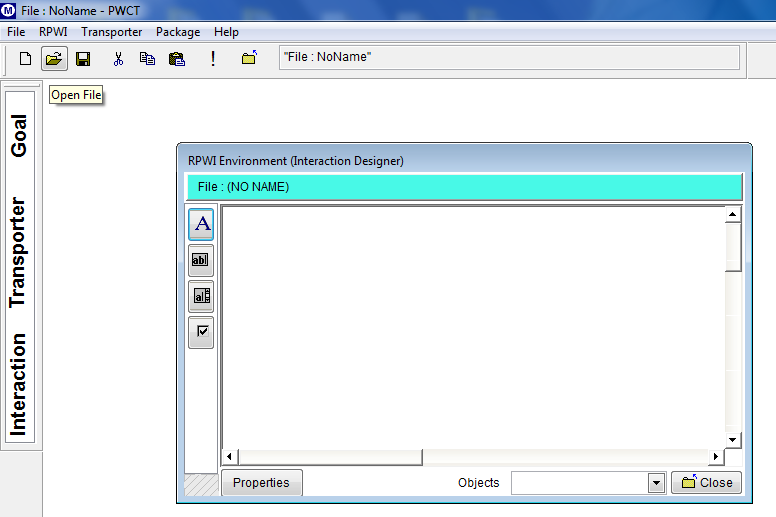 File : NoName - PWCT
File RPWI Transporter Package Help
"File : NoName"
Open File
Goal
Transporter
Interaction
RPWI Environment (Interaction Designer)
File : (NO NAME)
A
ab
a
Properties
Objects
Close